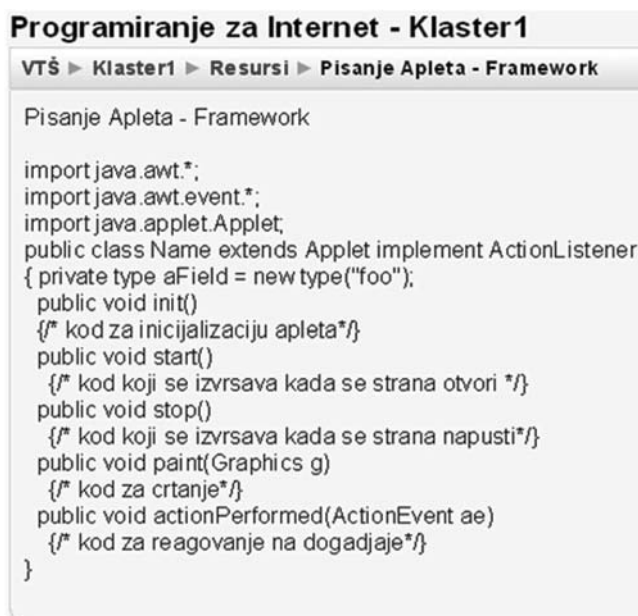 Programiranje za Internet - Klaster1
VTŠ ► Klaster1 ► Resursi ► Pisanje Apleta - Framework
Pisanje Apleta - Framework
import java.awt.*;
import java.awt.event.*;
import java.applet.Applet;
public class Name extends Applet implement ActionListener
{ private type aField = new type("foo");
public void init()
{/* kod za inicijalizaciju apleta*/}
public void start()
{/* kod koji se izvrsava kada se strana otvori */}
public void stop()
{/* kod koji se izvrsava kada se strana napusti*/}
public void paint(Graphics g)
{/* kod za crtanje*/}
public void actionPerformed(ActionEvent ae)
{/* kod za reagovanje na dogadjaje*/}
}